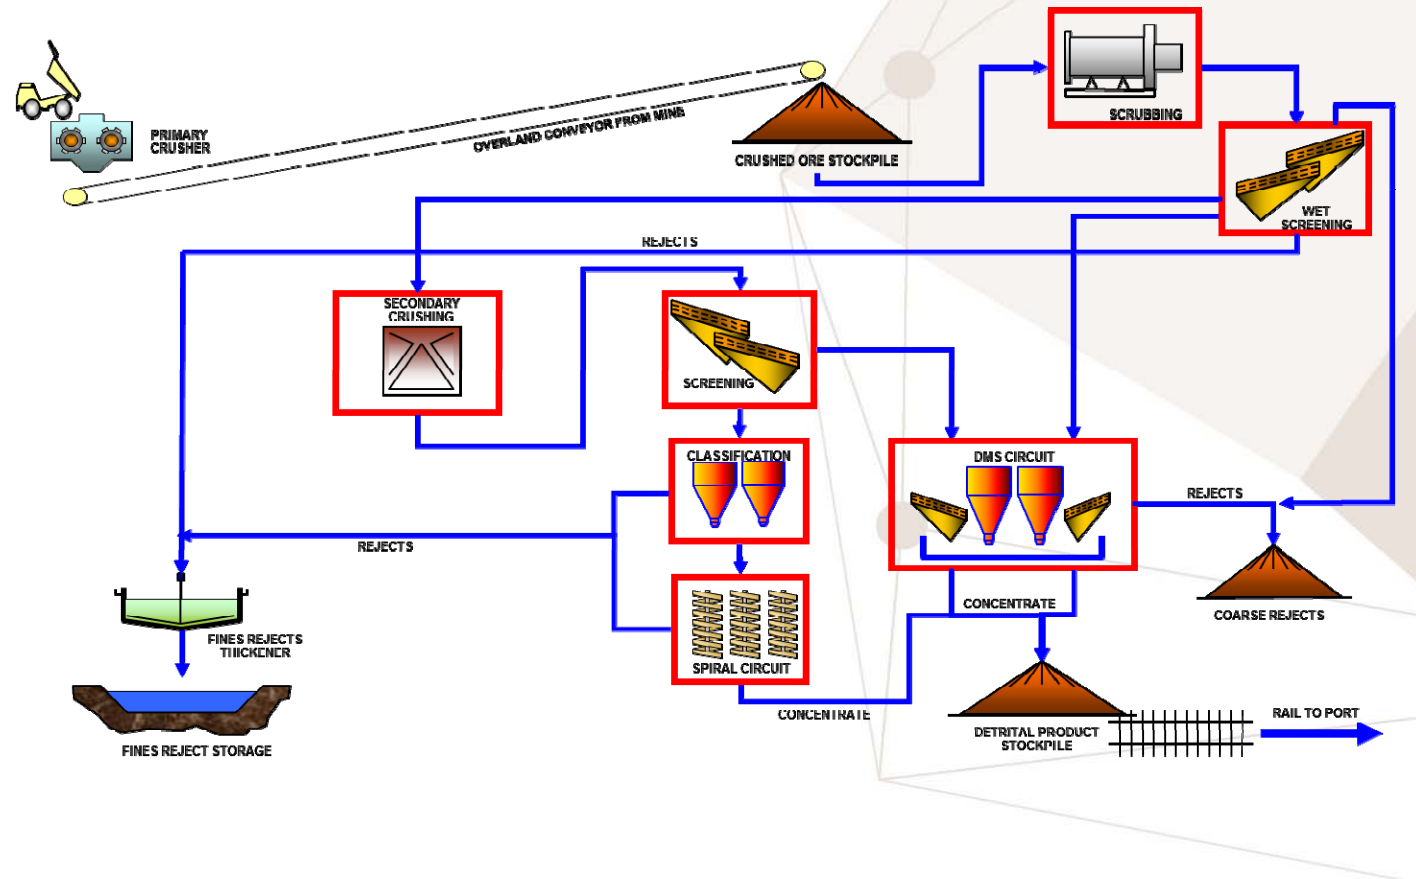 SCRUBBING
PRIMARY
CRUSHER
OVERLAND CONVEYOR FROM MINE
CRUSHED ORE STOCKPILE
WET
SCREENING
REJECTS
SECONDARY
CRUSHING
SCREENING
CLASSIFICATION
DMS CIRCUIT
REJECTS
REJECTS
CONCENTRATE
COARSE REJECTS
FINES REJECTS
THICKENER
SPIRAL CIRCUIT
CONCENTRATE
RAIL TO PORT
DETRITAL PRODUCT
STOCKPILE
FINES REJECT STORAGE